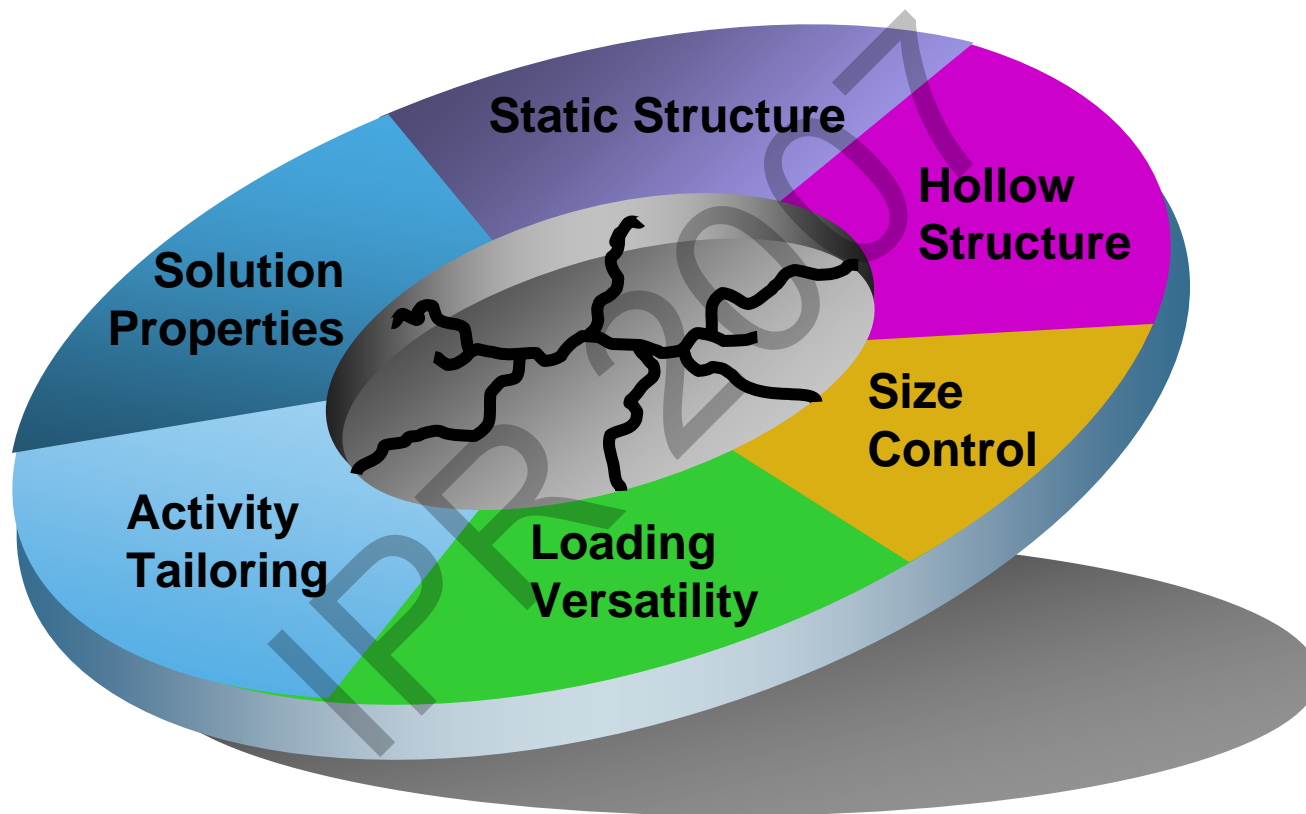 Static Structure
Hollow
Structure
Solution
Properties
Size
Control
Activity
Tailoring
Loading
Versatility
IPR 2007